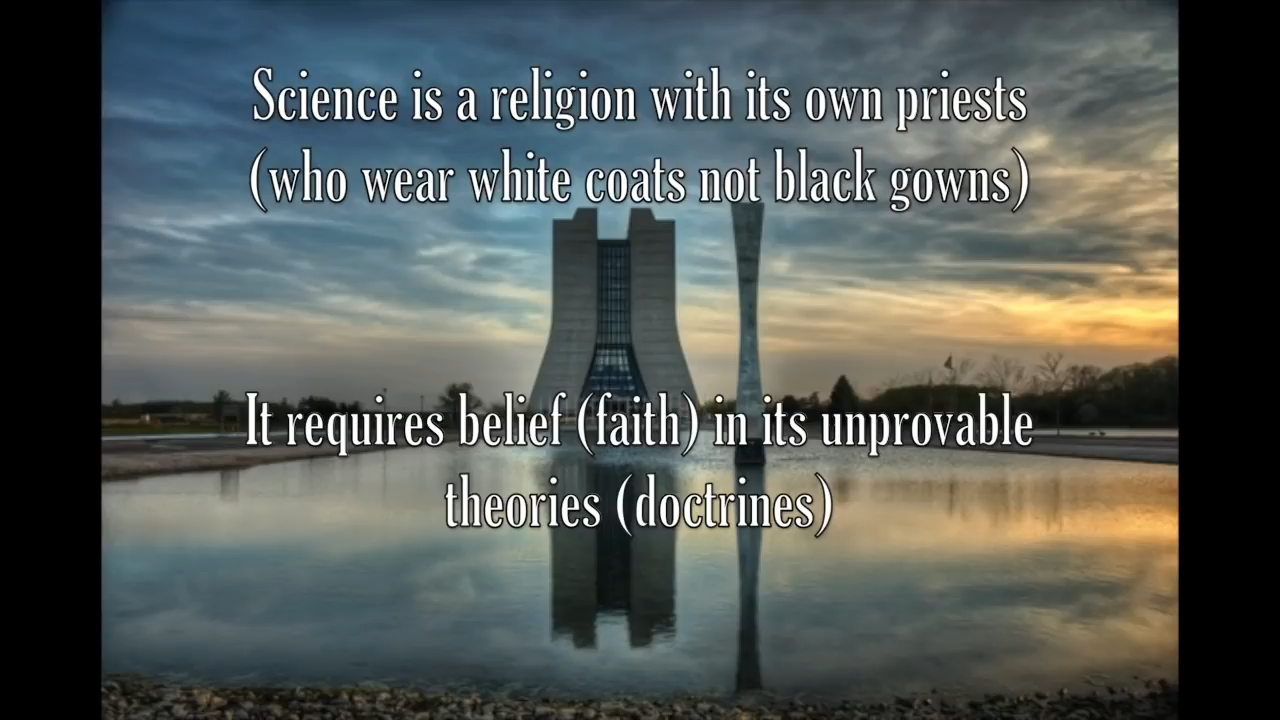 Science is a religion with its own priests
(who wear white coats not black gowns)
It requires belief (faith) in its unprovable
theories (doctrines)